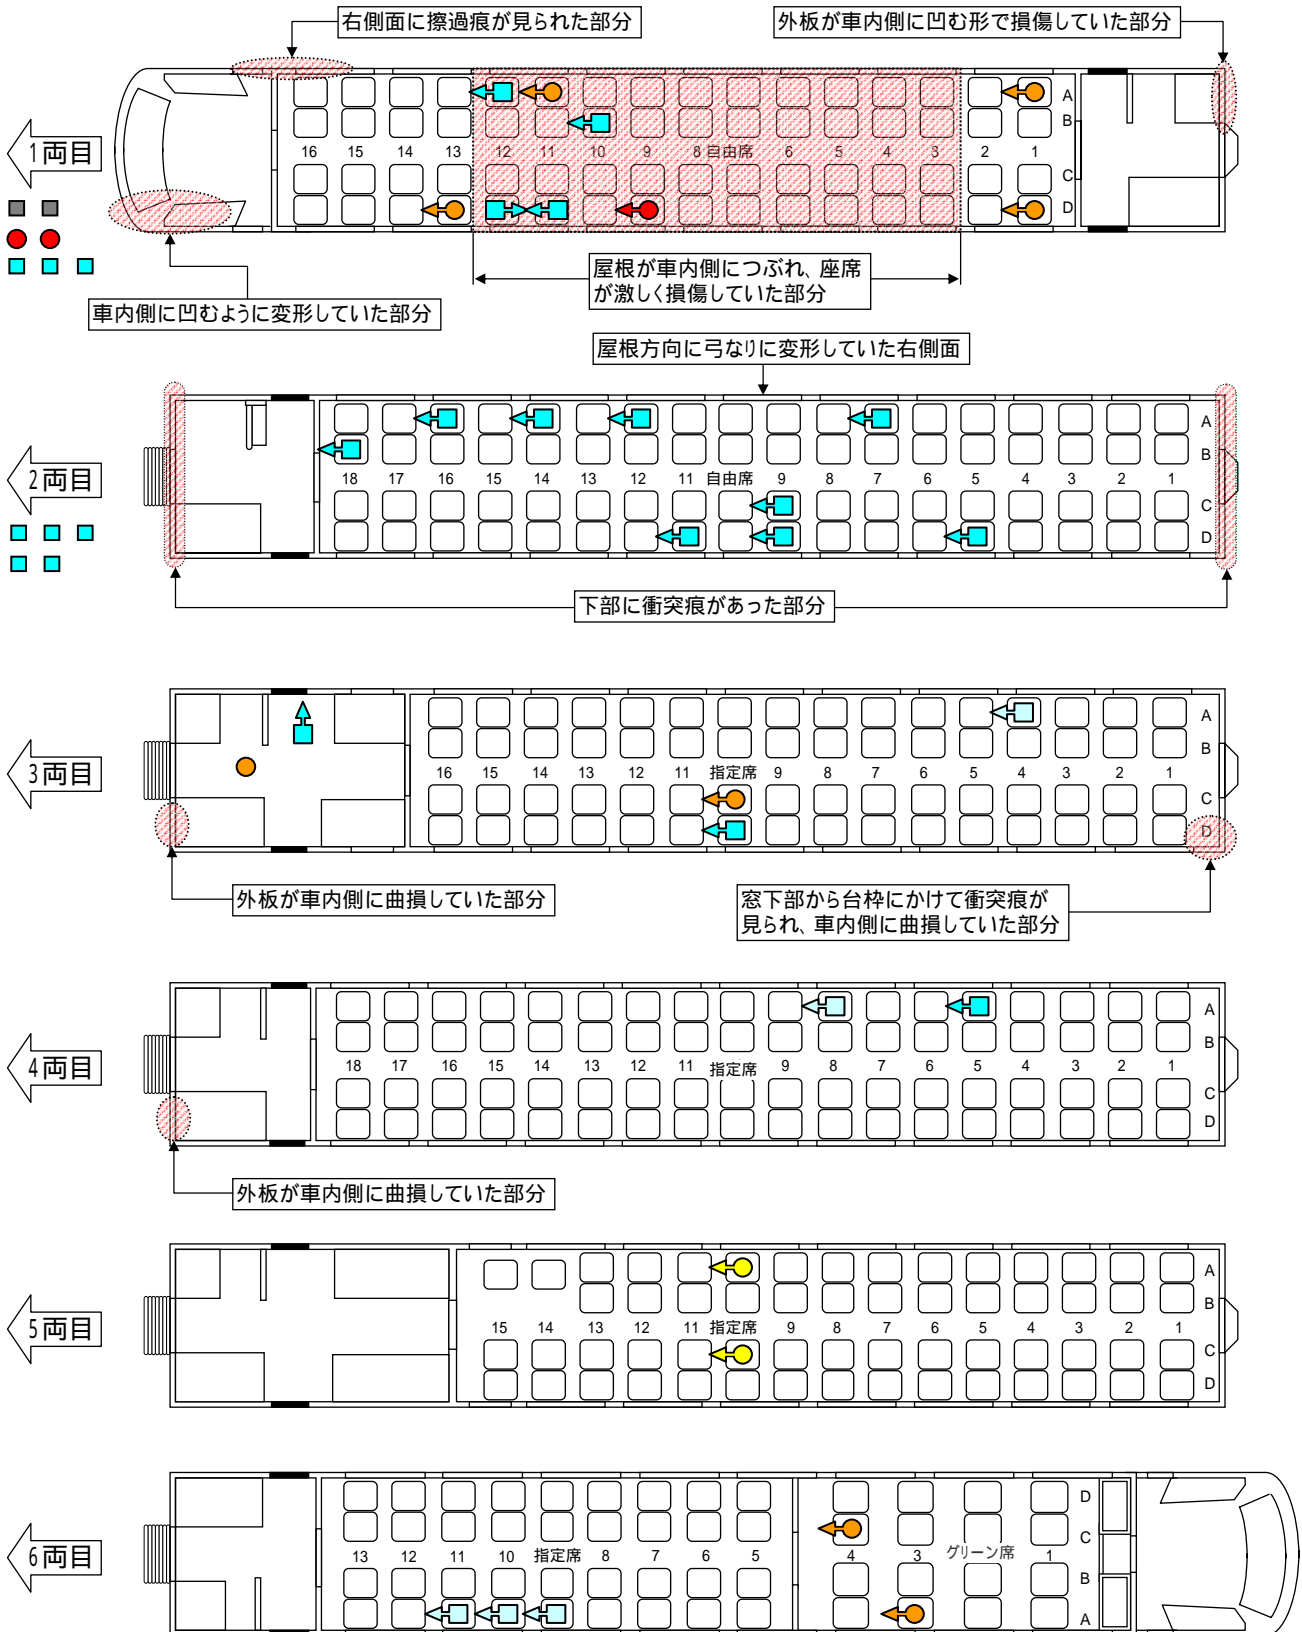 右側面に擦過痕が見られた部分
外板が車内側に凹む形で損傷していた部分
1両目
A
B
16 15 14 13 12 11 10 9 8 自由席 6 5 4 3 2 1
C
D
屋根が車内側につぶれ、座席
が激しく損傷していた部分
車内側に凹むように変形していた部分
屋根方向に弓なりに変形していた右側面
2両目
A
B
18 17 16 15 14 13 12 11 自由席 9 8 7 6 5 4 3 2 1
C
D
下部に衝突痕があった部分
3両目
A
B
16 15 14 13 12 11 指定席 9 8 7 6 5 4 3 2 1
C
D
外板が車内側に曲損していた部分
窓下部から台枠にかけて衝突痕が
見られ、車内側に曲損していた部分
4両目
A
B
18 17 16 15 14 13 12 11 指定席 9 8 7 6 5 4 3 2 1
C
D
外板が車内側に曲損していた部分
5両目
A
B
15 14 13 12 11 指定席 9 8 7 6 5 4 3 2 1
C
D
6両目
D
C
13 12 11 10 指定席 8 7 6 5 4 3 グリーン席 1
B
A